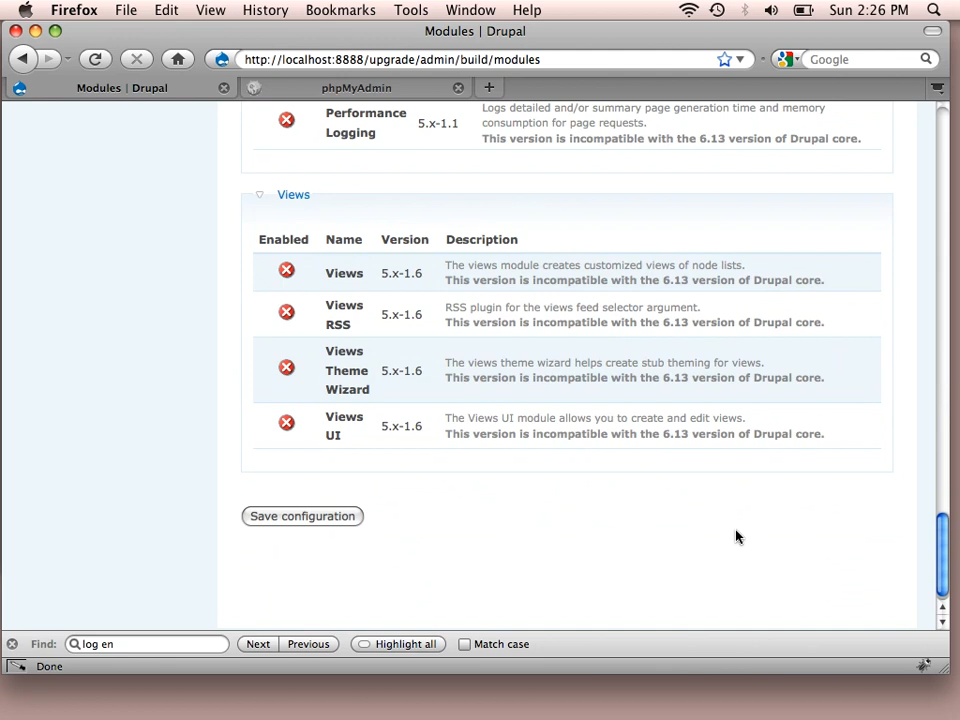 Firefox File Edit View History Bookmarks Tools Window Help Sun 2:26 PM
Modules | Drupal
http://localhost:8888/upgrade/admin/build/modules Google
Modules | Drupal phpMyAdmin
Performance Logging 5.x-1.1 Logs detailed and/or summary page generation time and memory
consumption for page requests.
This version is incompatible with the 6.13 version of Drupal core.
Views
Enabled Name Version Description
Views 5.x-1.6 The views module creates customized views of node lists.
This version is incompatible with the 6.13 version of Drupal core.
Views RSS 5.x-1.6 RSS plugin for the views feed selector argument.
This version is incompatible with the 6.13 version of Drupal core.
Views Theme Wizard 5.x-1.6 The views theme wizard helps create stub theming for views.
This version is incompatible with the 6.13 version of Drupal core.
Views UI 5.x-1.6 The Views UI module allows you to create and edit views.
This version is incompatible with the 6.13 version of Drupal core.
Save configuration
Find: log en Next Previous Highlight all Match case
Done